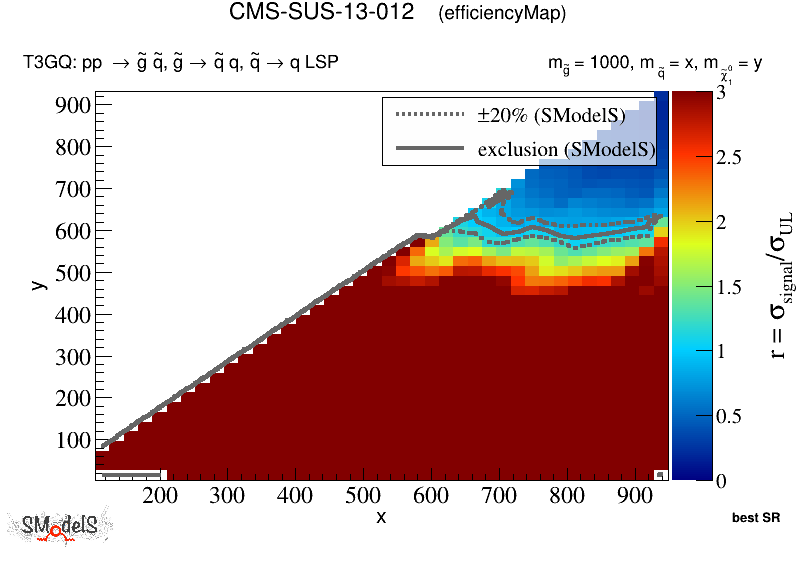 CMS-SUS-13-012 (efficiencyMap)
T3GQ: pp → g̃ q̃, g̃ → q̃ q, q̃ → q LSP
m_g̃ = 1000, m_q̃ = x, m_χ̃⁰₁ = y
±20% (SModelS)
exclusion (SModelS)
900
800
700
600
500
400
300
200
100
y
200 300 400 500 600 700 800 900
x
3
2.5
2
1.5
1
0.5
0
r = σ_signal/σ_UL
SModelS
best SR